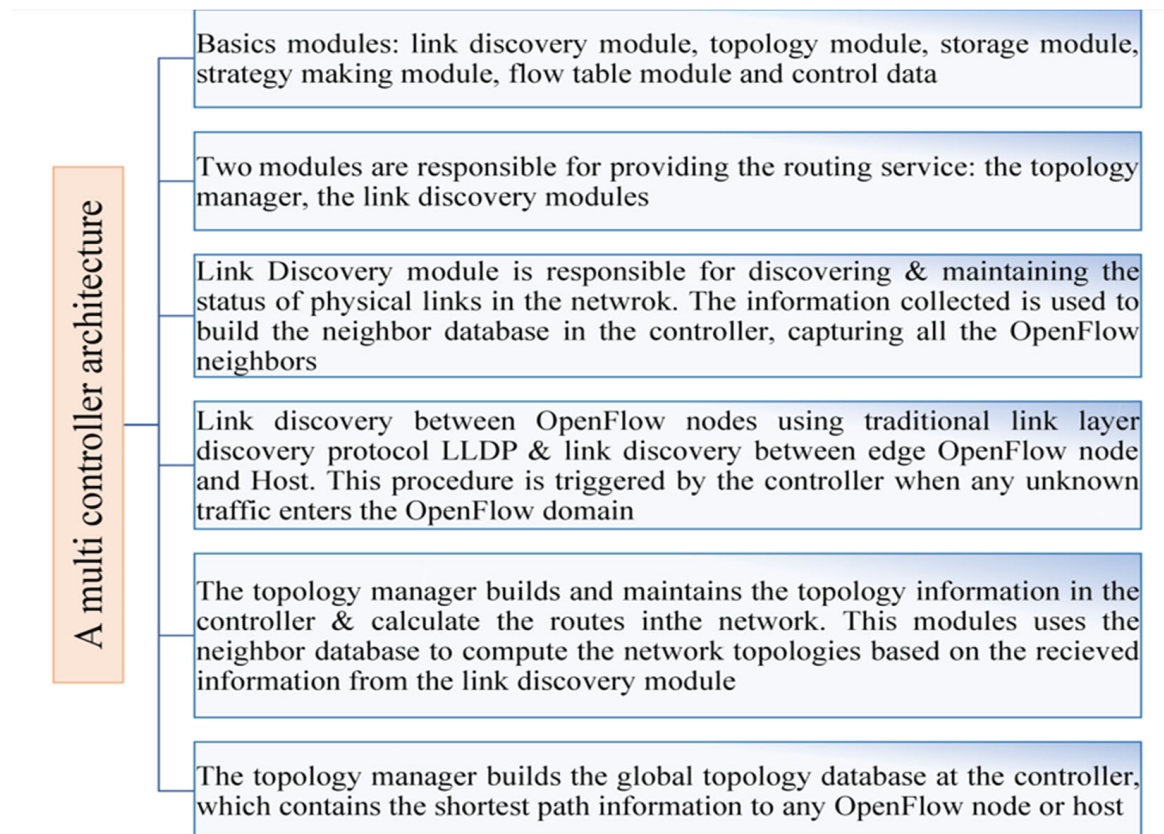 A multi controller architecture
Basics modules: link discovery module, topology module, storage module,
strategy making module, flow table module and control data
Two modules are responsible for providing the routing service: the topology
manager, the link discovery modules
Link Discovery module is responsible for discovering & maintaining the
status of physical links in the netwrok. The information collected is used to
build the neighbor database in the controller, capturing all the OpenFlow
neighbors
Link discovery between OpenFlow nodes using traditional link layer
discovery protocol LLDP & link discovery between edge OpenFlow node
and Host. This procedure is triggered by the controller when any unknown
traffic enters the OpenFlow domain
The topology manager builds and maintains the topology information in the
controller & calculate the routes inthe network. This modules uses the
neighbor database to compute the network topologies based on the recieved
information from the link discovery module
The topology manager builds the global topology database at the controller,
which contains the shortest path information to any OpenFlow node or host